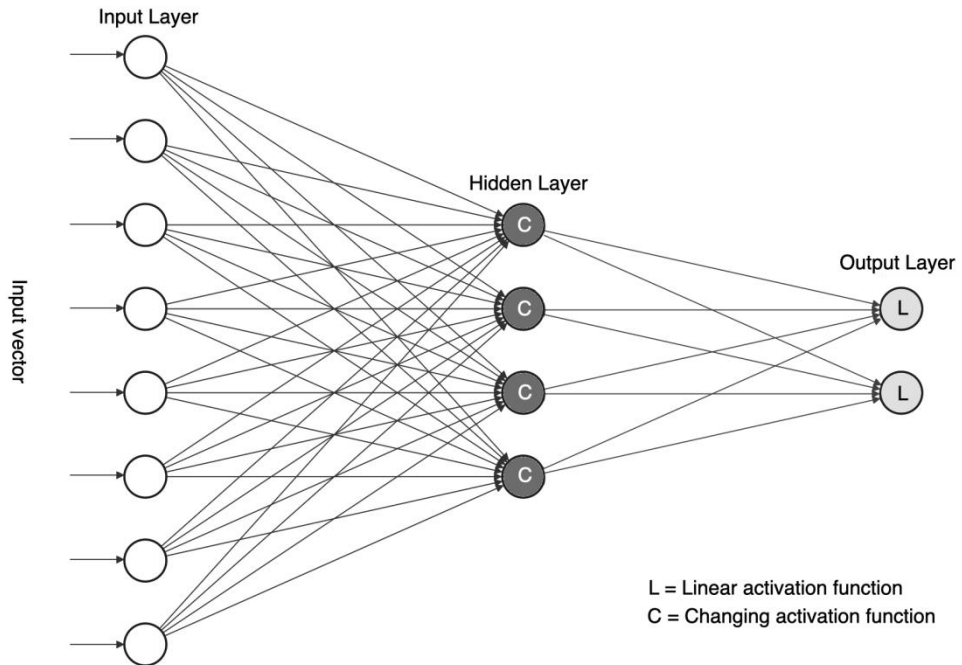 Input Layer
Hidden Layer
C
C
C
C
Output Layer
L
L
Input vector
L = Linear activation function
C = Changing activation function